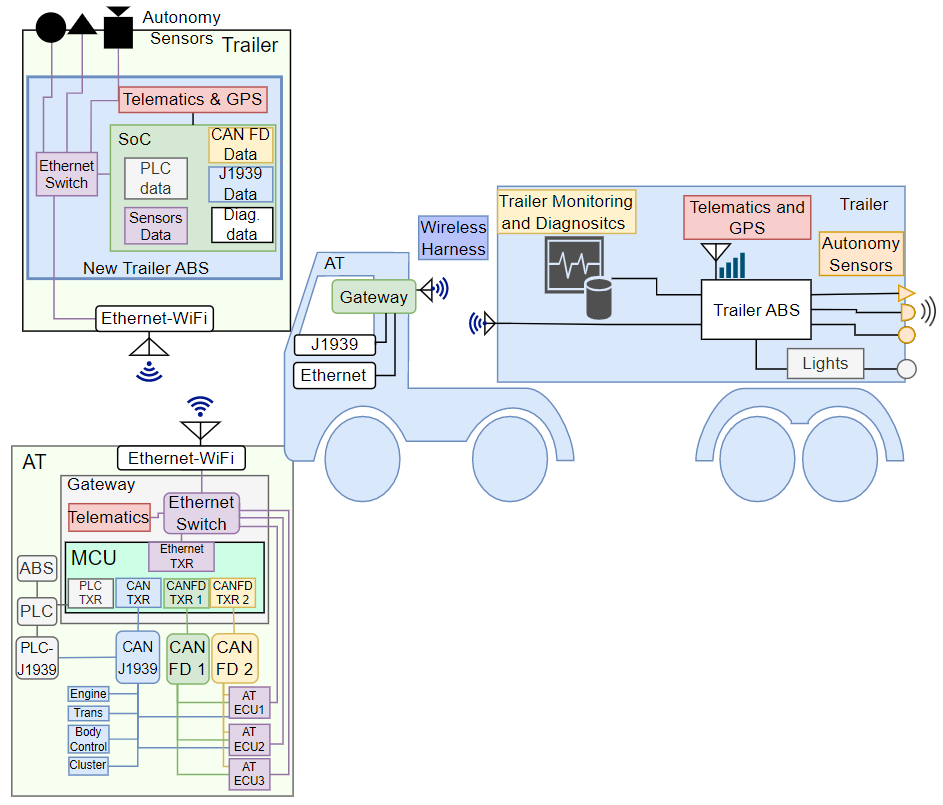 Autonomy
Sensors
Trailer
Telematics & GPS
SoC
CAN FD
Data
Ethernet
Switch
PLC
data
J1939
Data
Sensors
Data
Diag.
data
New Trailer ABS
Ethernet-WiFi
AT
Gateway
J1939
Ethernet
Wireless
Harness
Trailer Monitoring
and Diagnositcs
Telematics and
GPS
Trailer
Autonomy
Sensors
Trailer ABS
Lights
AT
Ethernet-WiFi
Gateway
Telematics
Ethernet
Switch
MCU
Ethernet
TXR
ABS
PLC
TXR
CAN
TXR
CANFD
TXR 1
CANFD
TXR 2
PLC
PLC-
J1939
CAN
J1939
CAN
FD 1
CAN
FD 2
Engine
Trans
Body
Control
Cluster
AT
ECU1
AT
ECU2
AT
ECU3